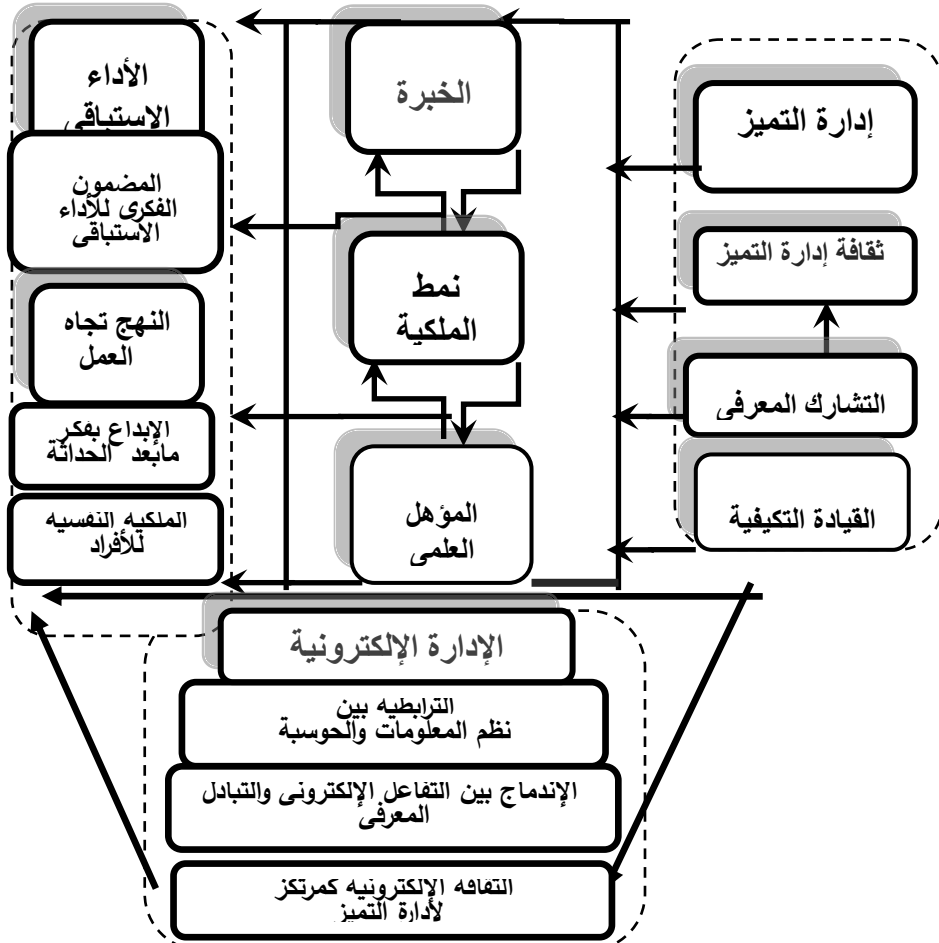 إدارة التميز
ثقافة إدارة التميز
التشارك المعرفى
القيادة التكيفية
الخبرة
نمط
الملكية
المؤهل
العلمى
الأداء
الاستباقى
المضمون
الفكرى للأداء
الاستباقى
النهج تجاه
العمل
الإبداع بفكر
مابعد الحداثة
الملكيه النفسيه
للأفراد
الإدارة الإلكترونية
الترابطيه بين
نظم المعلومات والحوسبة
الإندماج بين التفاعل الإلكترونى والتبادل
المعرفى
الثقافه الإلكترونيه كمرتكز
لأدارة التميز